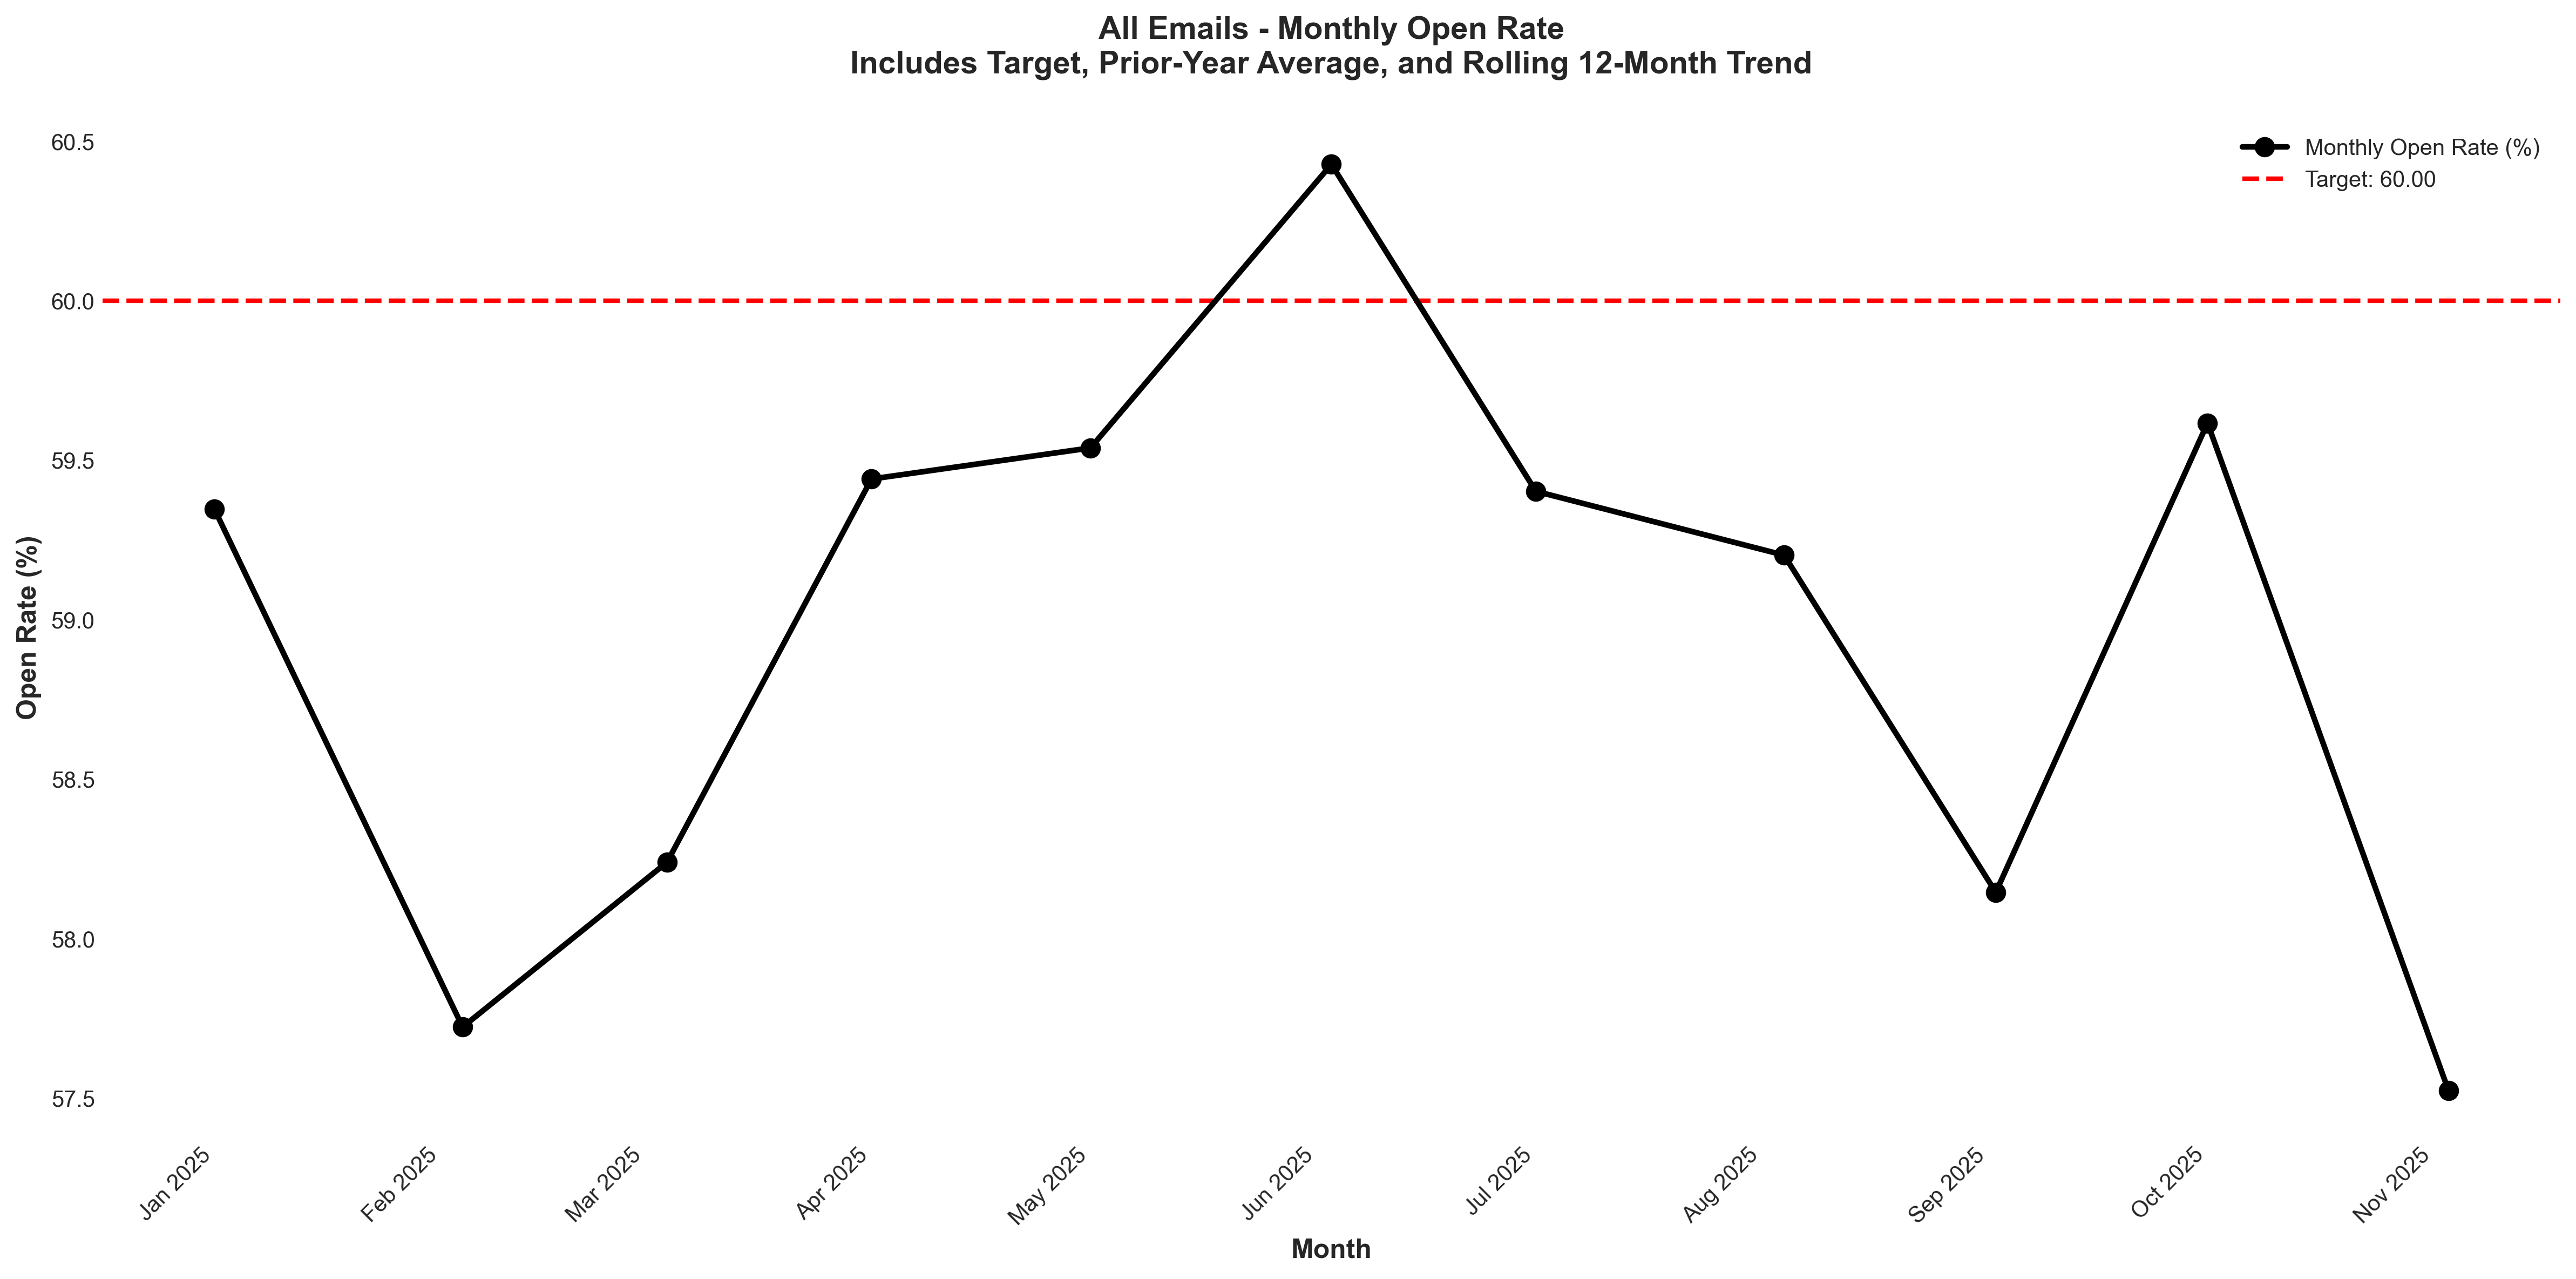 All Emails - Monthly Open Rate
Includes Target, Prior-Year Average, and Rolling 12-Month Trend
Monthly Open Rate (%)
Target: 60.00
Open Rate (%)
60.5
60.0
59.5
59.0
58.5
58.0
57.5
Jan 2025
Feb 2025
Mar 2025
Apr 2025
May 2025
Jun 2025
Jul 2025
Aug 2025
Sep 2025
Oct 2025
Nov 2025
Month